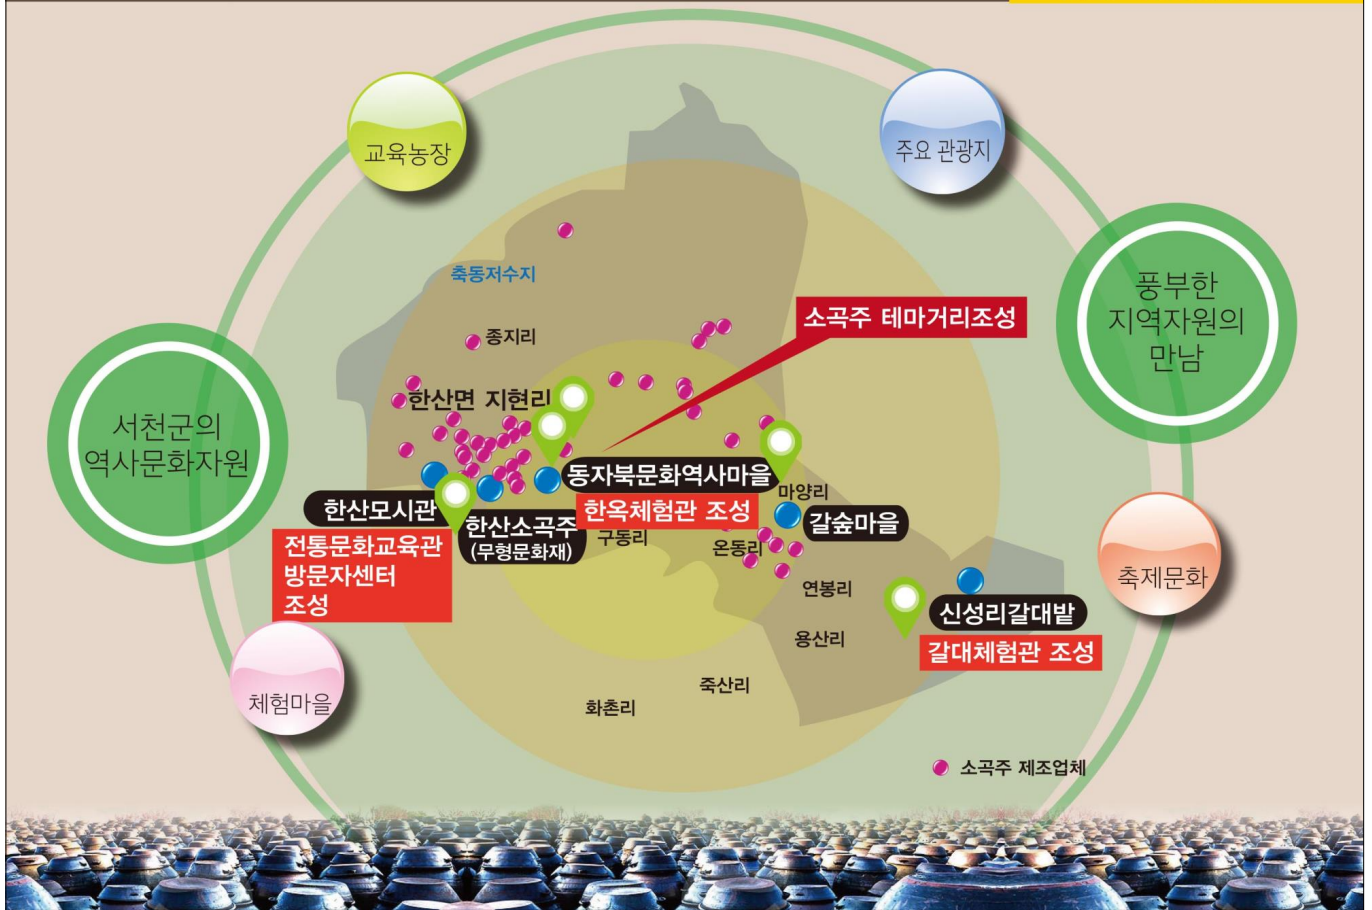 교육농장
주요 관광지
축동저수지
풍부한
지역자원의
만남
소곡주 테마거리조성
종지리
한산면 지현리
서천군의
역사문화자원
동자북문화역사마을
한옥체험관 조성
마양리
한산모시관
한산소곡주
(무형문화재)
갈숲마을
구동리
온동리
전통문화교육관
방문자센터
조성
연봉리
축제문화
신성리갈대밭
용산리
갈대체험관 조성
체험마을
죽산리
화촌리
소곡주 제조업체